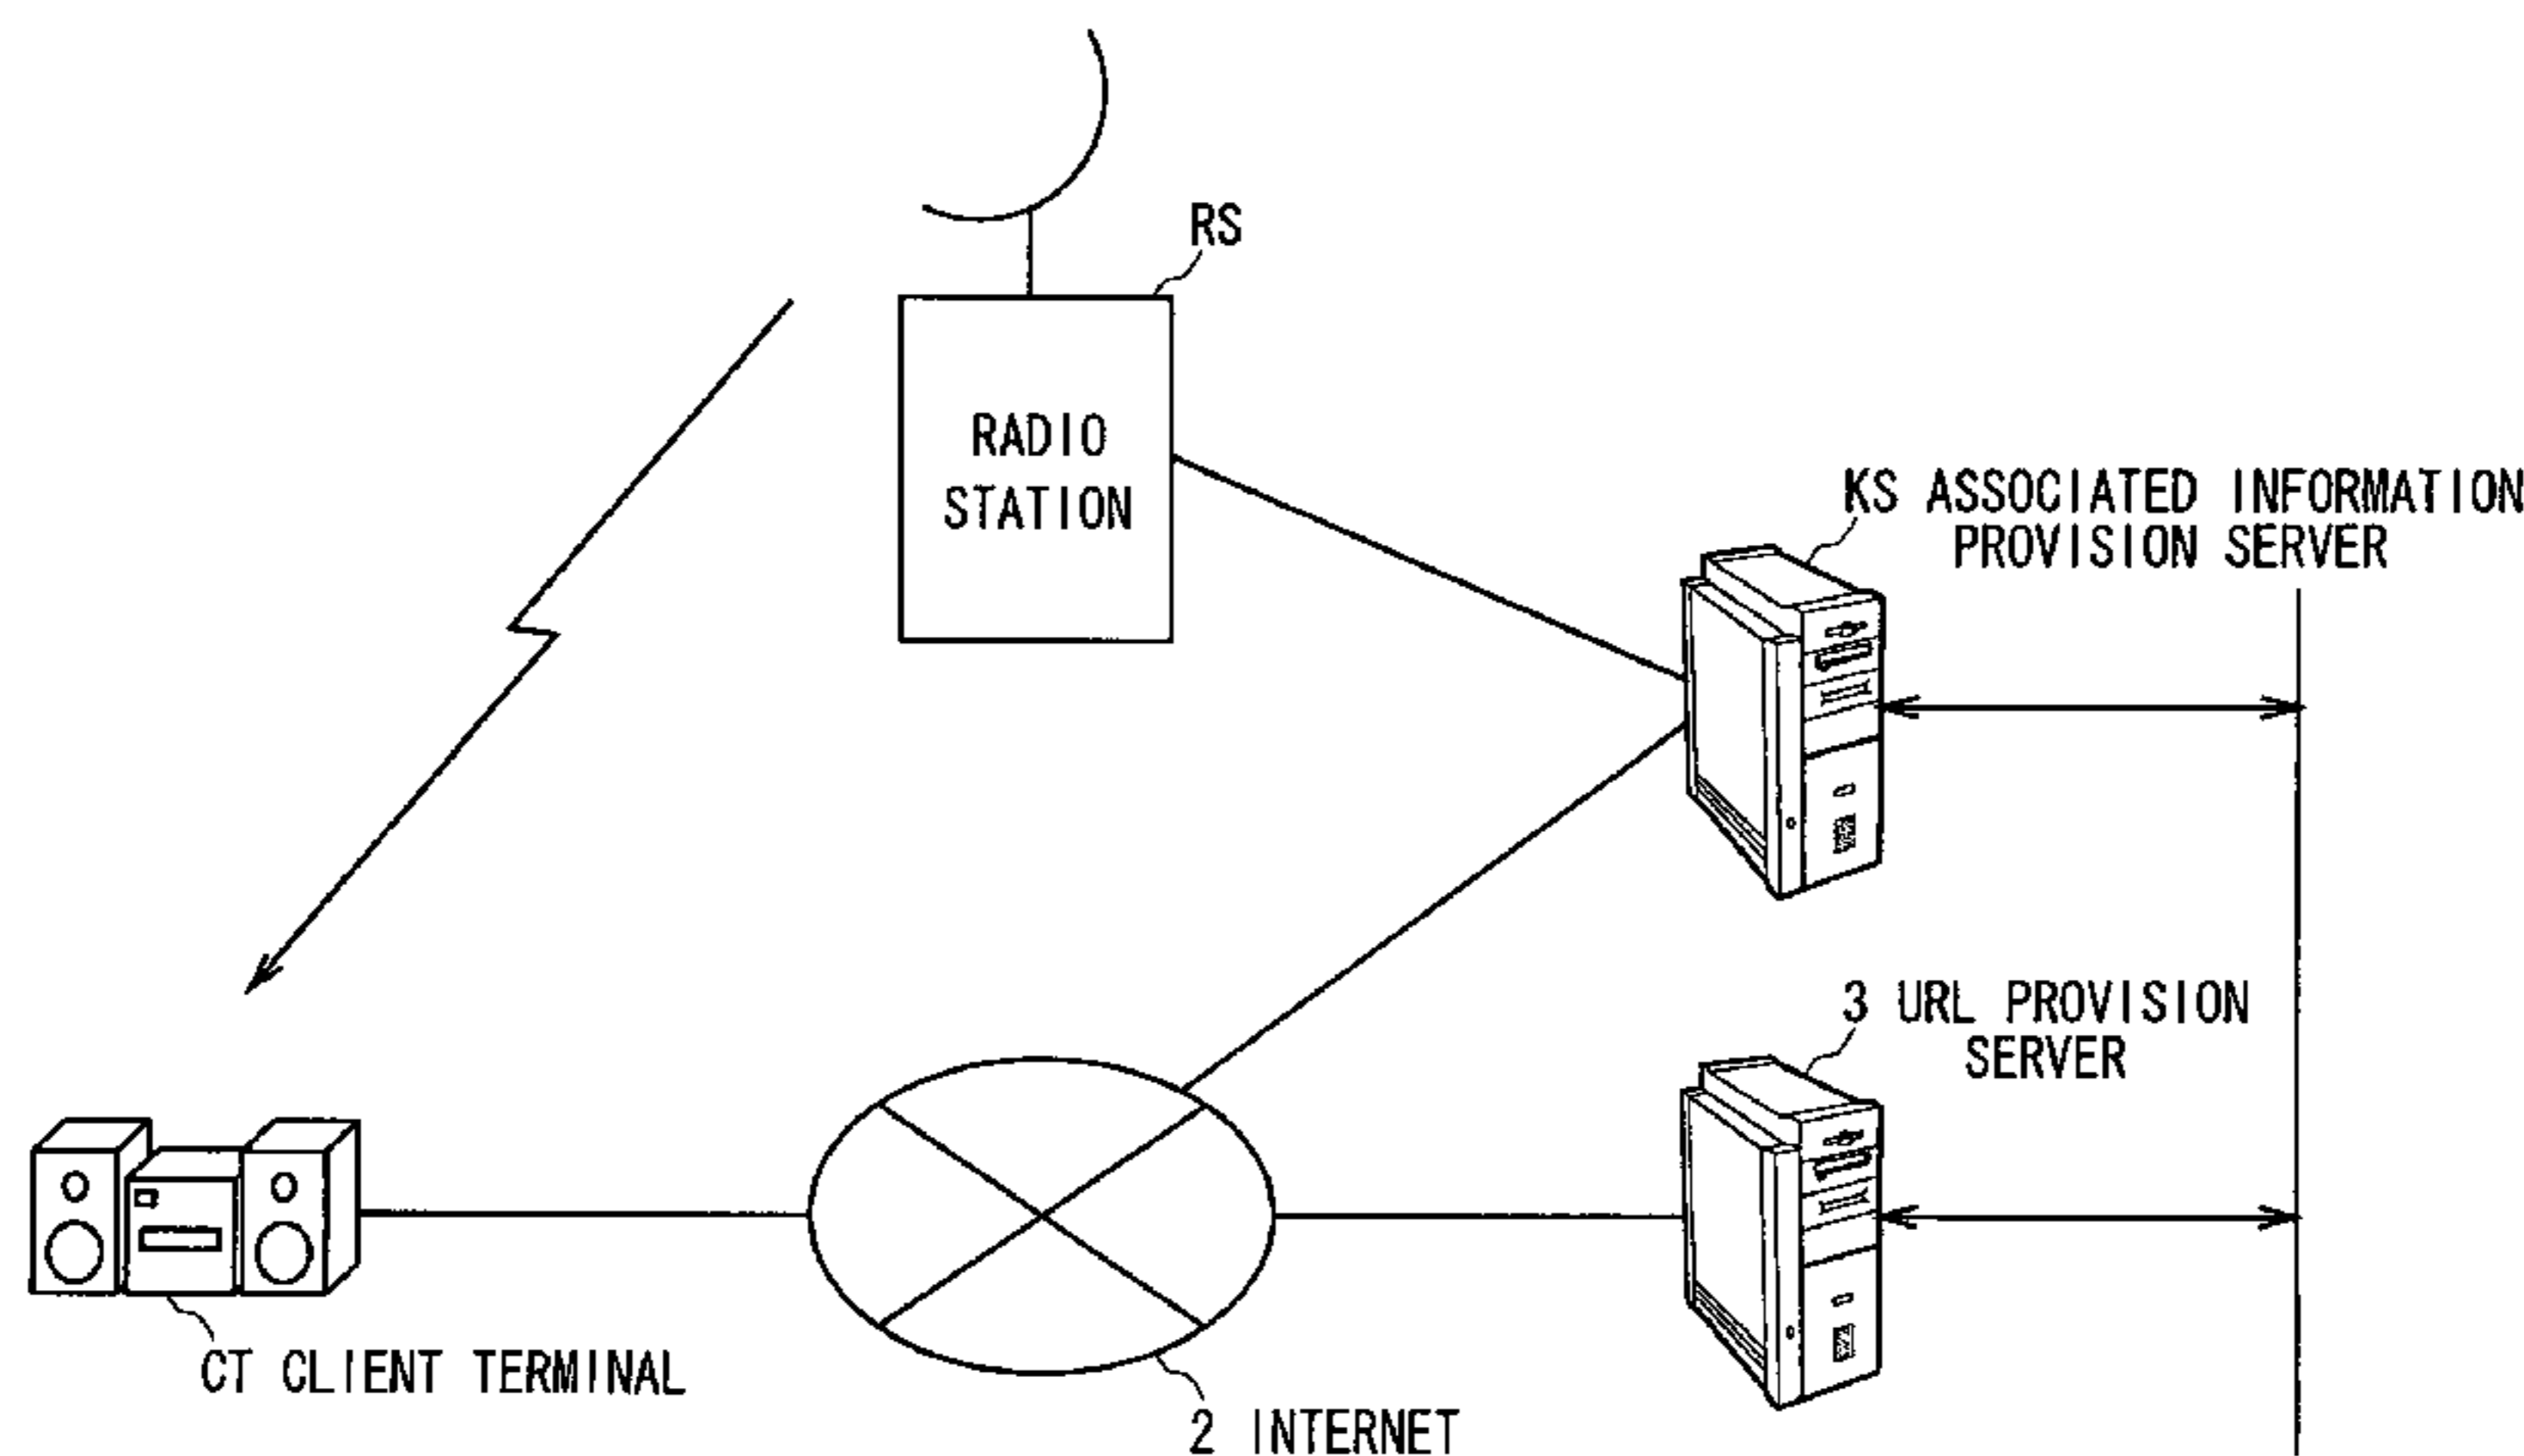 RS
RADIO
STATION
KS ASSOCIATED INFORMATION
PROVISION SERVER
3 URL PROVISION
SERVER
CT CLIENT TERMINAL
2 INTERNET